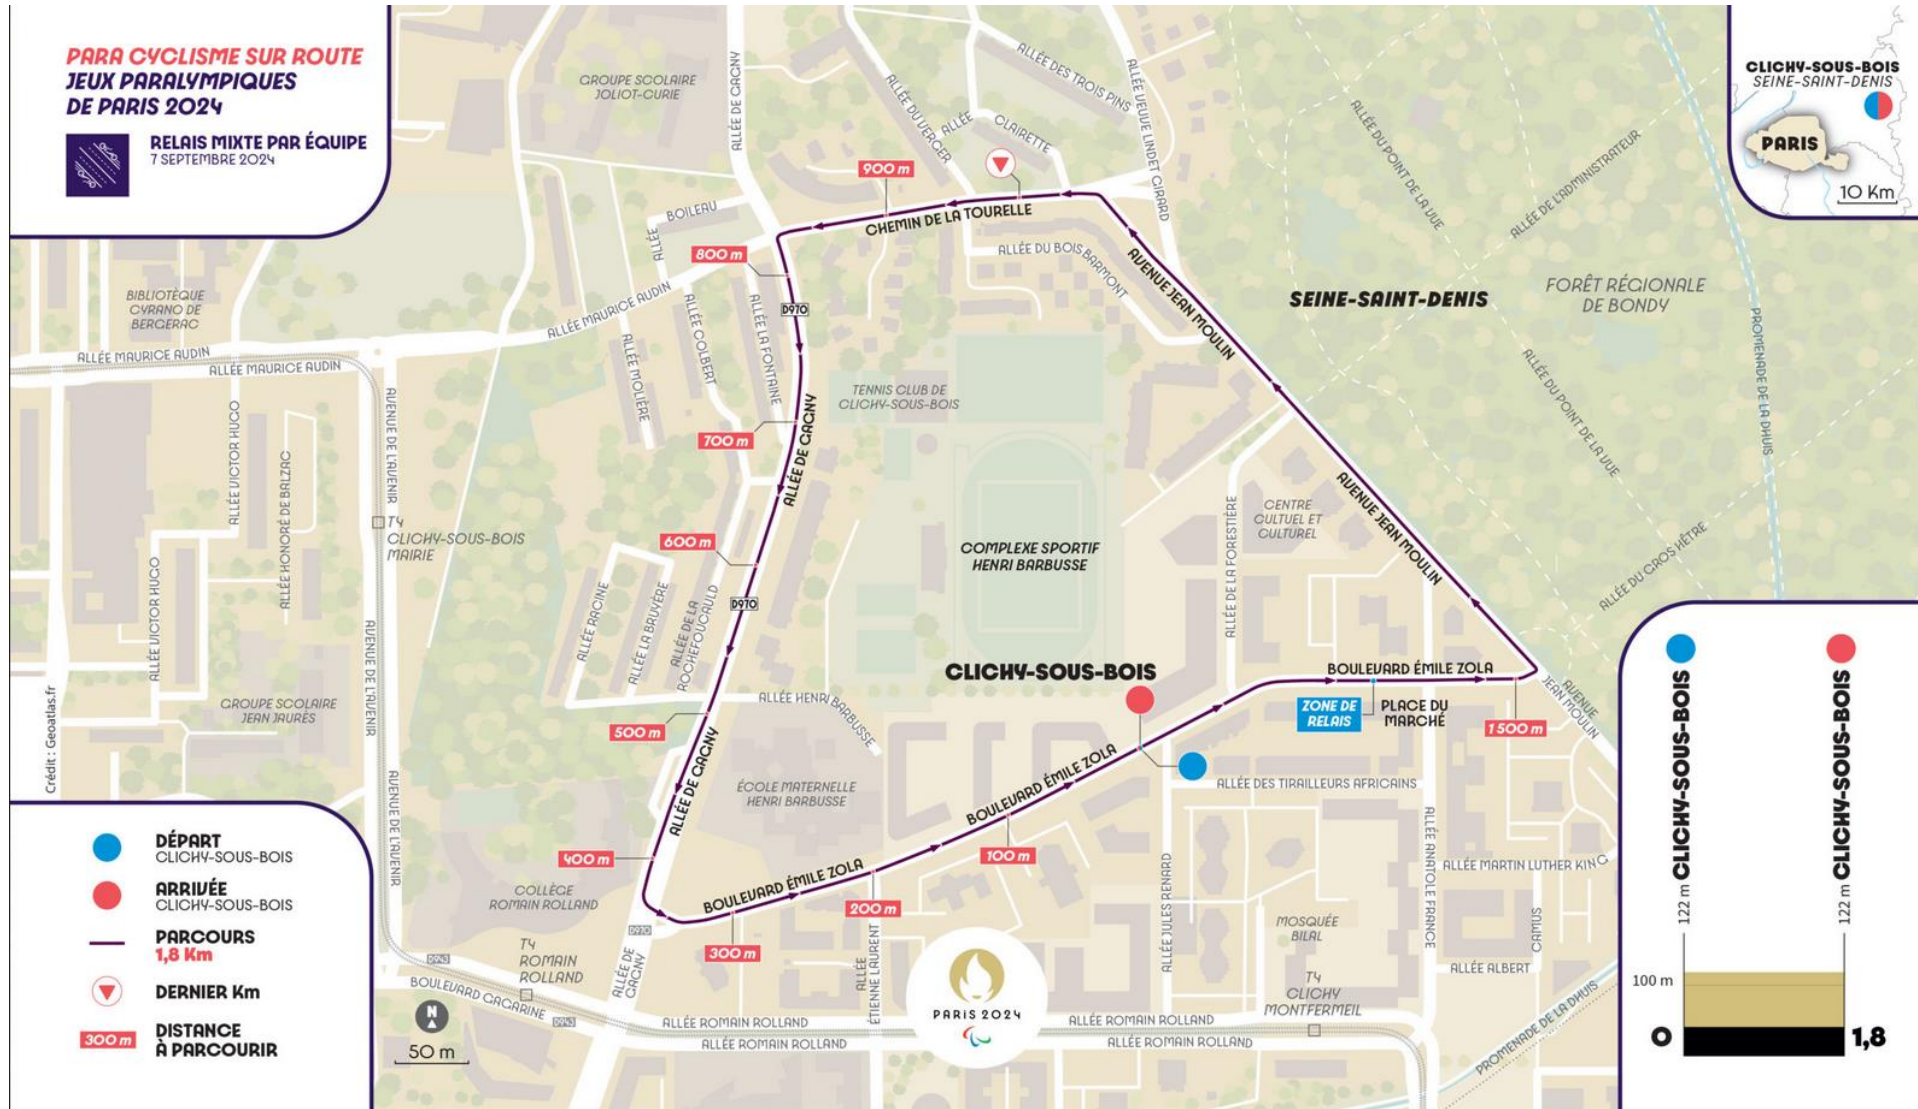 PARA CYCLISME SUR ROUTE
JEUX PARALYMPIQUES
DE PARIS 2024
RELAIS MIXTE PAR ÉQUIPE
7 SEPTEMBRE 2024
GROUPE SCOLAIRE
JOLIOT-CURIE
ALLÉE DE GAGNY
ALLÉE DU VERGER
ALLÉE
CLAIRETTE
ALLÉE DES TROIS PINS
ALLÉE VEUVE LINDET GIRARD
ALLÉE DU POINT DE LA VUE
ALLÉE DE L'ADMINISTRATEUR
CLICHY-SOUS-BOIS
SEINE-SAINT-DENIS
PARIS
10 Km
900 m
CHEMIN DE LA TOURELLE
BOILEAU
ALLÉE
800 m
ALLÉE DU BOIS BARMONT
AVENUE JEAN MOULIN
SEINE-SAINT-DENIS
FORÊT RÉGIONALE
DE BONDY
PROMENADE DE LA DHUIS
BIBLIOTÈQUE
CYRANO DE
BERGERAC
ALLÉE MAURICE AUDIN
ALLÉE MAURICE AUDIN
ALLÉE MAURICE AUDIN
D970
ALLÉE COLBERT
ALLÉE LA FONTAINE
ALLÉE MOLIÈRE
TENNIS CLUB DE
CLICHY-SOUS-BOIS
700 m
ALLÉE DE GAGNY
ALLÉE DU POINT DE LA VUE
AVENUE DE L'AVENIR
ALLÉE VICTOR HUGO
ALLÉE HONORÉ DE BALZAC
T4
CLICHY-SOUS-BOIS
MAIRIE
600 m
D970
COMPLEXE SPORTIF
HENRI BARBUSSE
CENTRE
CULTUEL ET
CULTUREL
AVENUE JEAN MOULIN
ALLÉE DE LA FORESTIÈRE
ALLÉE DU GROS HÊTRE
ALLÉE VICTOR HUGO
AVENUE DE L'AVENIR
ALLÉE RACINE
ALLÉE LA BRUYÈRE
ALLÉE DE LA
ROCHEFOUCAULD
CLICHY-SOUS-BOIS
BOULEVARD ÉMILE ZOLA
AVENUE
JEAN MOULIN
ZONE DE
RELAIS
PLACE DU
MARCHÉ
1 500 m
GROUPE SCOLAIRE
JEAN JAURÈS
500 m
ALLÉE HENRI BARBUSSE
ALLÉE DE GAGNY
ÉCOLE MATERNELLE
HENRI BARBUSSE
BOULEVARD ÉMILE ZOLA
ALLÉE DES TIRAILLEURS AFRICAINS
Crédit : Geoatlas.fr
AVENUE DE L'AVENIR
400 m
100 m
BOULEVARD ÉMILE ZOLA
COLLÈGE
ROMAIN ROLLAND
200 m
300 m
ALLÉE JULES RENARD
ALLÉE ANATOLE FRANCE
ALLÉE MARTIN LUTHER KING
MOSQUÉE
BILAL
CAMUS
ALLÉE ALBERT
D970
ALLÉE DE
GAGNY
T4
ROMAIN
ROLLAND
D943
BOULEVARD GAGARINE
D943
ALLÉE
ÉTIENNE LAURENT
T4
CLICHY
MONTFERMEIL
ALLÉE ROMAIN ROLLAND
ALLÉE ROMAIN ROLLAND
ALLÉE ROMAIN ROLLAND
ALLÉE ROMAIN ROLLAND
PROMENADE DE LA DHUIS
PARIS 2024
N
50 m
DÉPART
CLICHY-SOUS-BOIS
ARRIVÉE
CLICHY-SOUS-BOIS
PARCOURS
1,8 Km
DERNIER Km
300 m
DISTANCE
À PARCOURIR
122 m CLICHY-SOUS-BOIS
122 m CLICHY-SOUS-BOIS
100 m
0
1,8